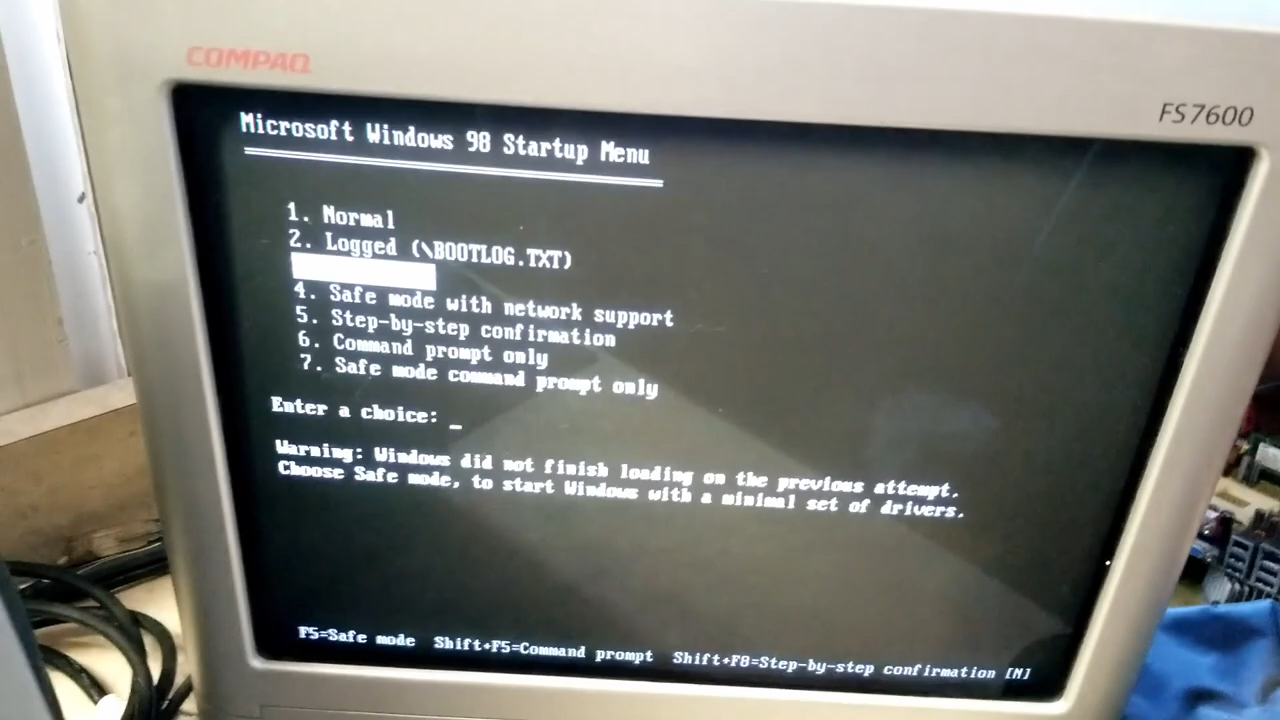 COMPAQ
FS7600
Microsoft Windows 98 Startup Menu
1. Normal
2. Logged (\BOOTLOG.TXT)
4. Safe mode with network support
5. Step-by-step confirmation
6. Command prompt only
7. Safe mode command prompt only
Enter a choice: _
Warning: Windows did not finish loading on the previous attempt.
Choose Safe mode, to start Windows with a minimal set of drivers.
F5=Safe mode Shift+F5=Command prompt Shift+F8=Step-by-step confirmation [N]